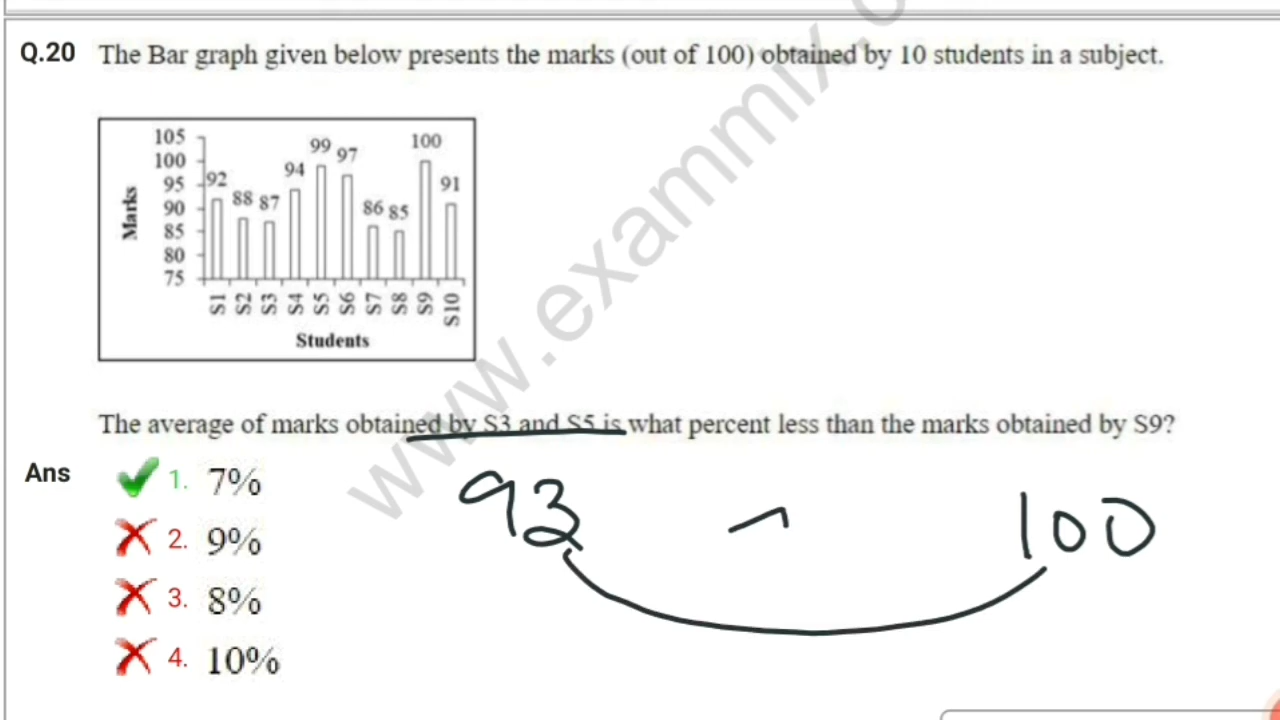 Q.20 The Bar graph given below presents the marks (out of 100) obtained by 10 students in a subject.
105
100
95
90
85
80
75
Marks
92
88
87
94
99
97
86
85
100
91
S1
S2
S3
S4
S5
S6
S7
S8
S9
S10
Students
The average of marks obtained by S3 and S5 is what percent less than the marks obtained by S9?
Ans 1. 7%
2. 9%
3. 8%
4. 10%
93 100
www.exammix.c